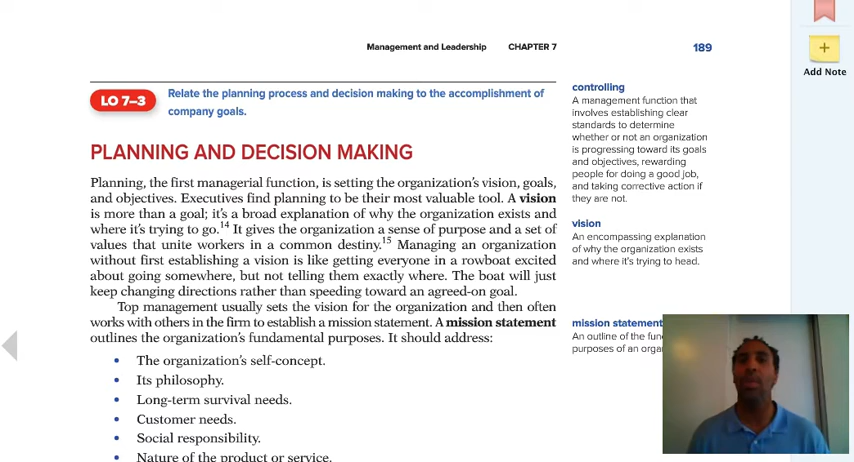 Management and Leadership CHAPTER 7 189
Add Note
LO 7–3
Relate the planning process and decision making to the accomplishment of
company goals.
PLANNING AND DECISION MAKING
Planning, the first managerial function, is setting the organization's vision, goals,
and objectives. Executives find planning to be their most valuable tool. A vision
is more than a goal; it's a broad explanation of why the organization exists and
where it's trying to go.14 It gives the organization a sense of purpose and a set of
values that unite workers in a common destiny.15 Managing an organization
without first establishing a vision is like getting everyone in a rowboat excited
about going somewhere, but not telling them exactly where. The boat will just
keep changing directions rather than speeding toward an agreed-on goal.
Top management usually sets the vision for the organization and then often
works with others in the firm to establish a mission statement. A mission statement
outlines the organization's fundamental purposes. It should address:
• The organization's self-concept.
• Its philosophy.
• Long-term survival needs.
• Customer needs.
• Social responsibility.
• Nature of the product or service.
controlling
A management function that
involves establishing clear
standards to determine
whether or not an organization
is progressing toward its goals
and objectives, rewarding
people for doing a good job,
and taking corrective action if
they are not.
vision
An encompassing explanation
of why the organization exists
and where it's trying to head.
mission statement
An outline of the
purposes of an